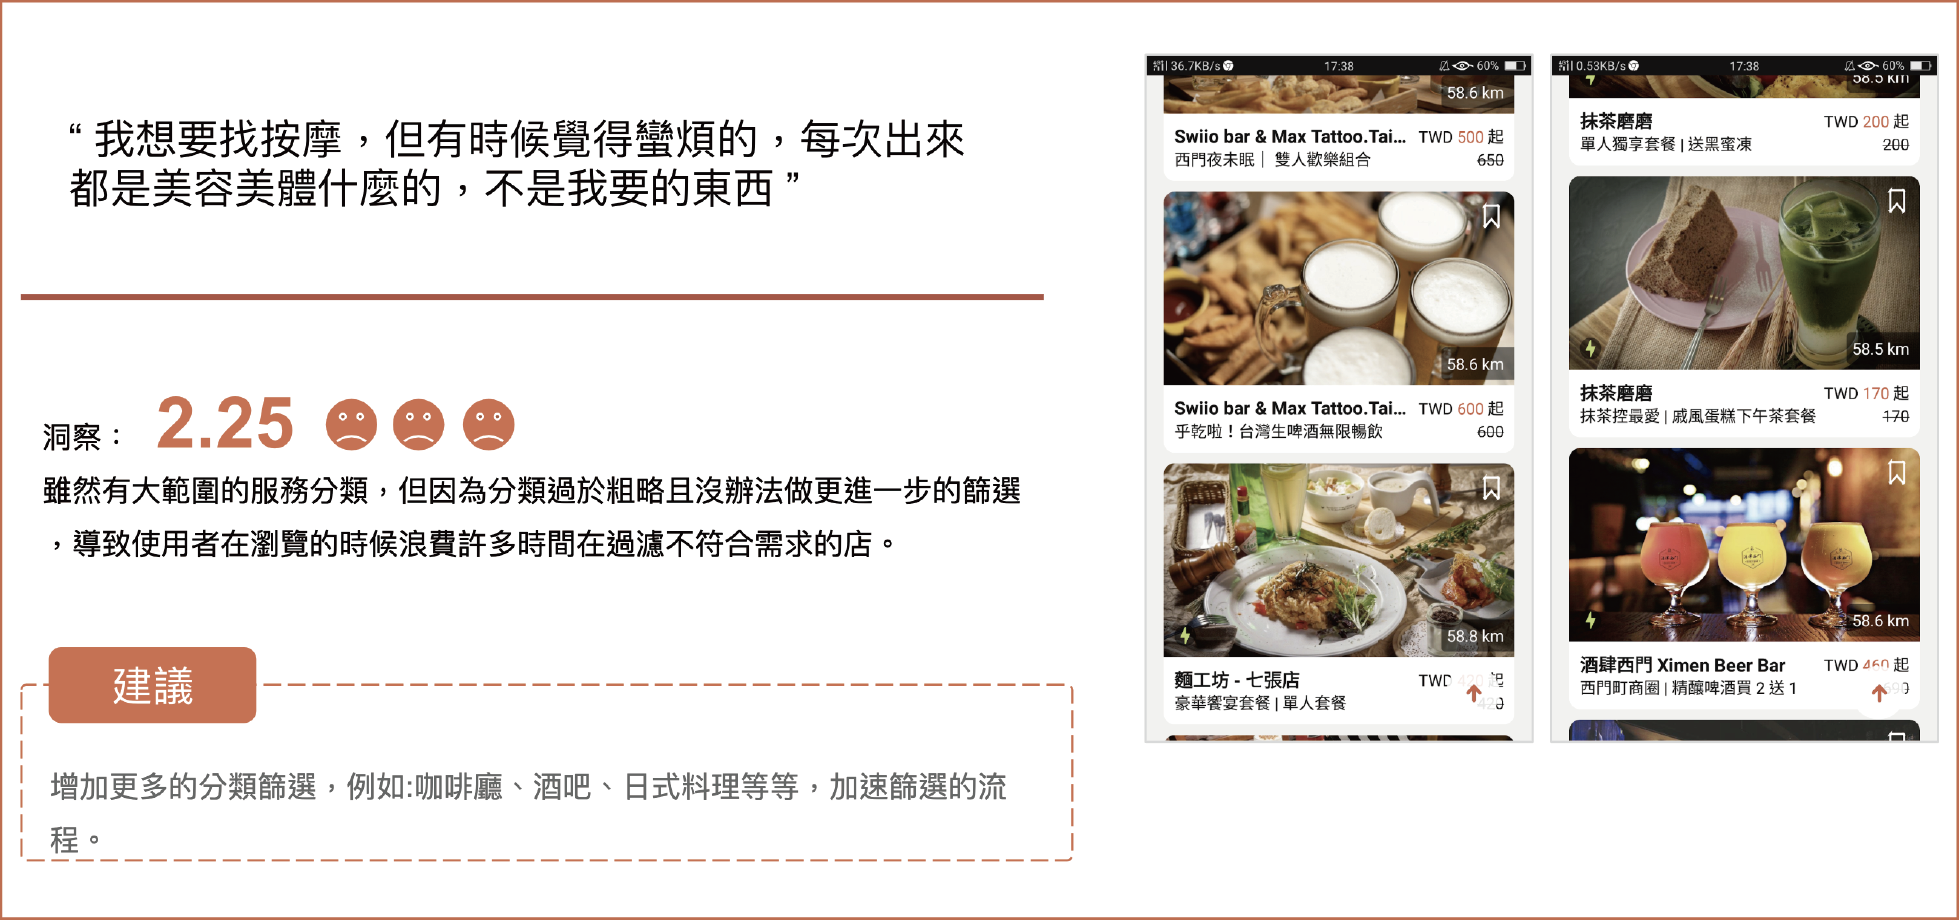 “ 我想要找按摩，但有時候覺得蠻煩的，每次出來
都是美容美體什麼的，不是我要的東西 ”
洞察： 2.25
雖然有大範圍的服務分類，但因為分類過於粗略且沒辦法做更進一步的篩選
，導致使用者在瀏覽的時候浪費許多時間在過濾不符合需求的店。
建議
增加更多的分類篩選，例如:咖啡廳、酒吧、日式料理等等，加速篩選的流
程。
36.7KB/s 17:38 60%
58.6 km
Swiio bar & Max Tattoo.Tai... TWD 500 起
西門夜未眠｜ 雙人歡樂組合 650
58.6 km
Swiio bar & Max Tattoo.Tai... TWD 600 起
乎乾啦！台灣生啤酒無限暢飲 600
58.8 km
麵工坊 - 七張店 TWD 420 起
豪華饗宴套餐 | 單人套餐 420
0.53KB/s 17:38 60%
58.5 km
抹茶磨磨 TWD 200 起
單人獨享套餐 | 送黑蜜凍 200
58.5 km
抹茶磨磨 TWD 170 起
抹茶控最愛 | 戚風蛋糕下午茶套餐 170
58.6 km
酒肆西門 Ximen Beer Bar TWD 460 起
西門町商圈 | 精釀啤酒買 2 送 1 690